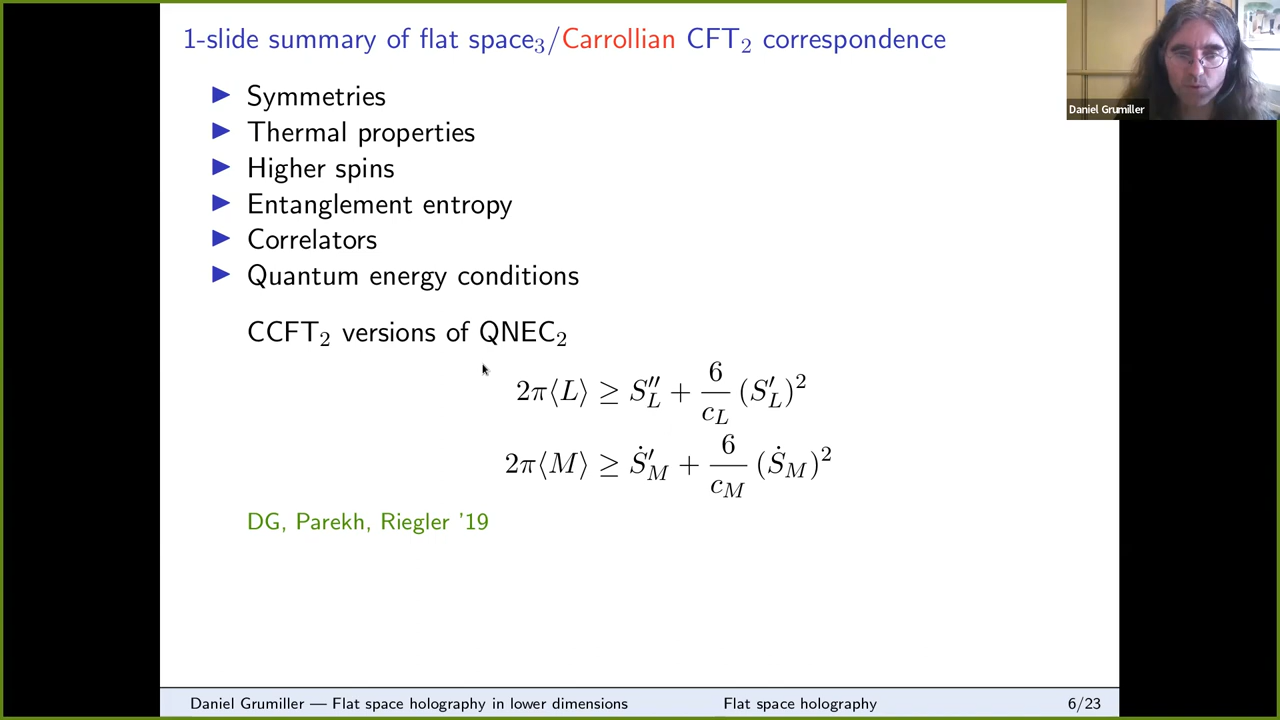 1-slide summary of flat space₃/Carrollian CFT₂ correspondence
Daniel Grumiller
▶ Symmetries
▶ Thermal properties
▶ Higher spins
▶ Entanglement entropy
▶ Correlators
▶ Quantum energy conditions
CCFT₂ versions of QNEC₂
2π⟨L⟩ ≥ S″_L + 6/c_L (S′_L)²
2π⟨M⟩ ≥ Ṡ′_M + 6/c_M (Ṡ_M)²
DG, Parekh, Riegler '19
Daniel Grumiller — Flat space holography in lower dimensions Flat space holography 6/23